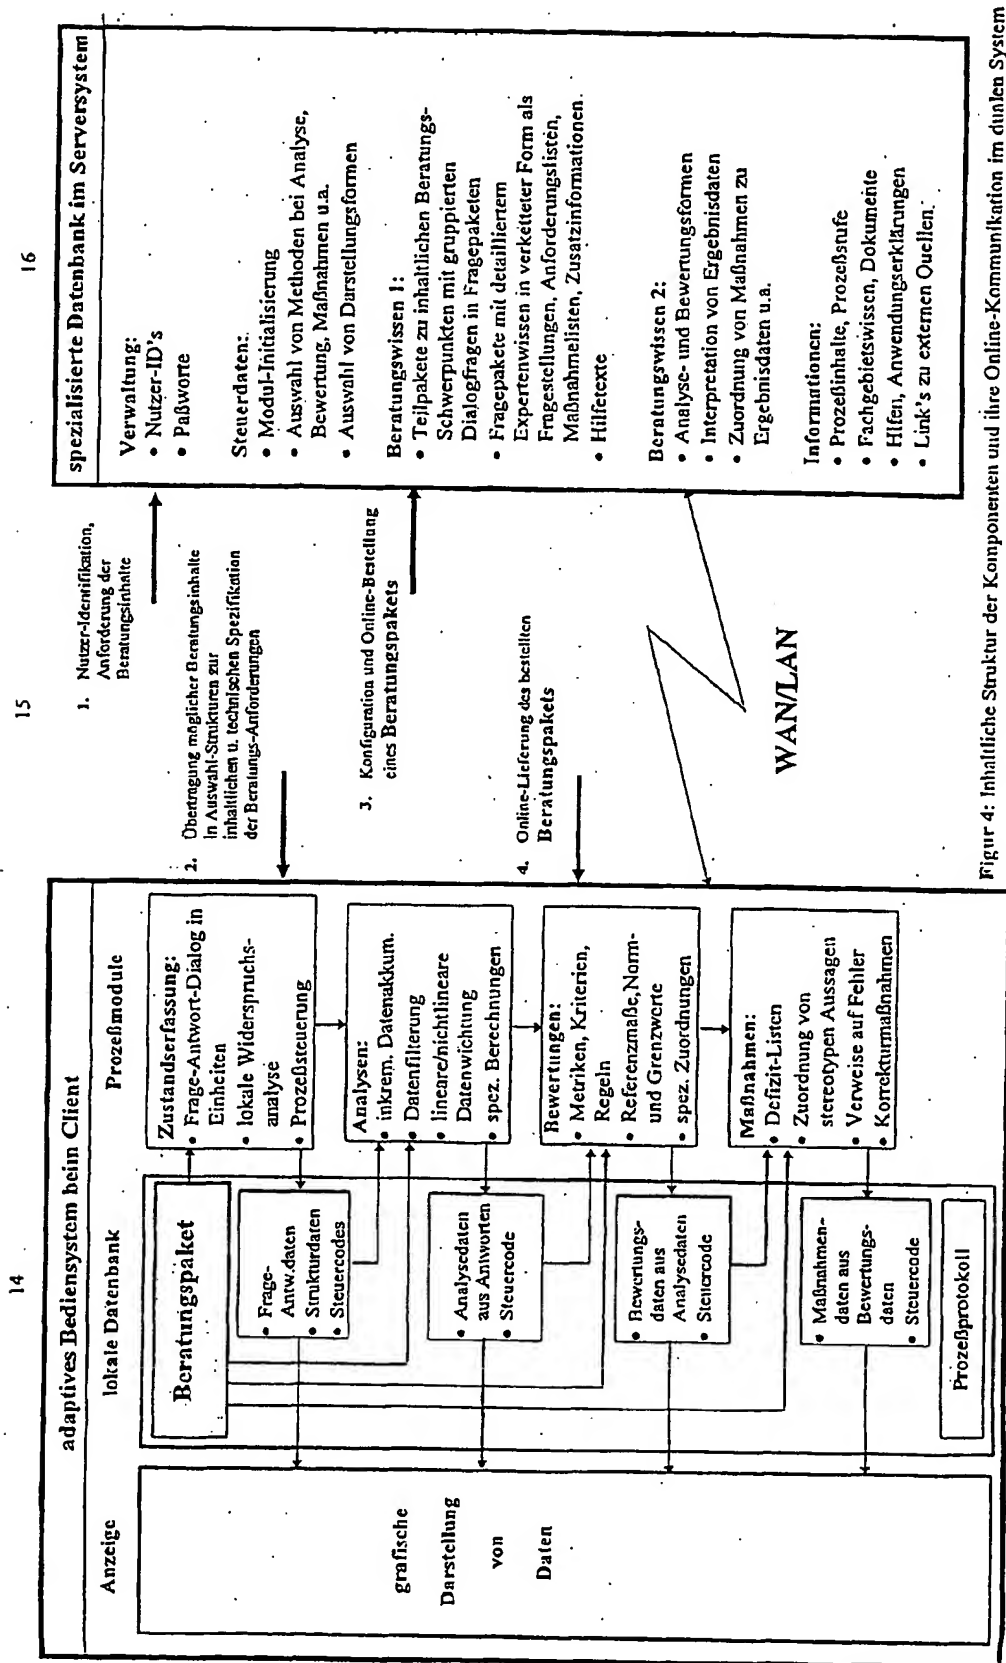 14
15
16
adaptives Bediensystem beim Client
Anzeige
lokale Datenbank
Prozeßmodule
grafische
Darstellung
von
Daten
Beratungspaket
• Frage-
Antw.daten
• Strukturdaten
• Steuercodes
• Analysedaten
aus Antworten
• Steuercode
• Bewertungs-
daten aus
Analysedaten
• Steuercode
• Maßnahmen-
daten aus
Bewertungs-
daten
• Steuercode
Prozeßprotokoll
Zustandserfassung:
• Frage-Antwort-Dialog in
Einheiten
• lokale Widerspruchs-
analyse
• Prozeßsteuerung
Analysen:
• inkrem. Datenakkum.
• Datenfilterung
• lineare/nichtlineare
Datenwichtung
• spez. Berechnungen
Bewertungen:
• Metriken, Kriterien,
Regeln
• Referenzmaße, Norm-
und Grenzwerte
• spez. Zuordnungen
Maßnahmen:
• Defizit-Listen
• Zuordnung von
stereotypen Aussagen
• Verweise auf Fehler
• Korrekturmaßnahmen
1. Nutzer-Identifikation,
Anforderung der
Beratungsinhalte
2. Übertragung möglicher Beratungsinhalte
in Auswahl-Strukturen zur
inhaltlichen u. technischen Spezifikation
der Beratungs-Anforderungen
3. Konfiguration und Online-Bestellung
eines Beratungspakets
4. Online-Lieferung des bestellten
Beratungspakets
WAN/LAN
spezialisierte Datenbank im Serversystem
Verwaltung:
• Nutzer-ID's
• Paßworte
Steuerdaten:
• Modul-Initialisierung
• Auswahl von Methoden bei Analyse,
Bewertung, Maßnahmen u.a.
• Auswahl von Darstellungsformen
Beratungswissen 1:
• Teilpakete zu inhaltlichen Beratungs-
Schwerpunkten mit gruppierten
Dialogfragen in Fragepaketen
• Fragepakete mit detailliertem
Expertenwissen in verketteter Form als
Fragestellungen, Anforderungslisten,
Maßnahmelisten, Zusatzinformationen
• Hilfetexte
Beratungswissen 2:
• Analyse- und Bewertungsformen
• Interpretation von Ergebnisdaten
• Zuordnung von Maßnahmen zu
Ergebnisdaten u.a.
Informationen:
• Prozeßinhalte, Prozeßstufe
• Fachgebietswissen, Dokumente
• Hilfen, Anwendungserklärungen
• Link's zu externen Quellen
Figur 4: Inhaltliche Struktur der Komponenten und ihre Online-Kommunikation im dualen System